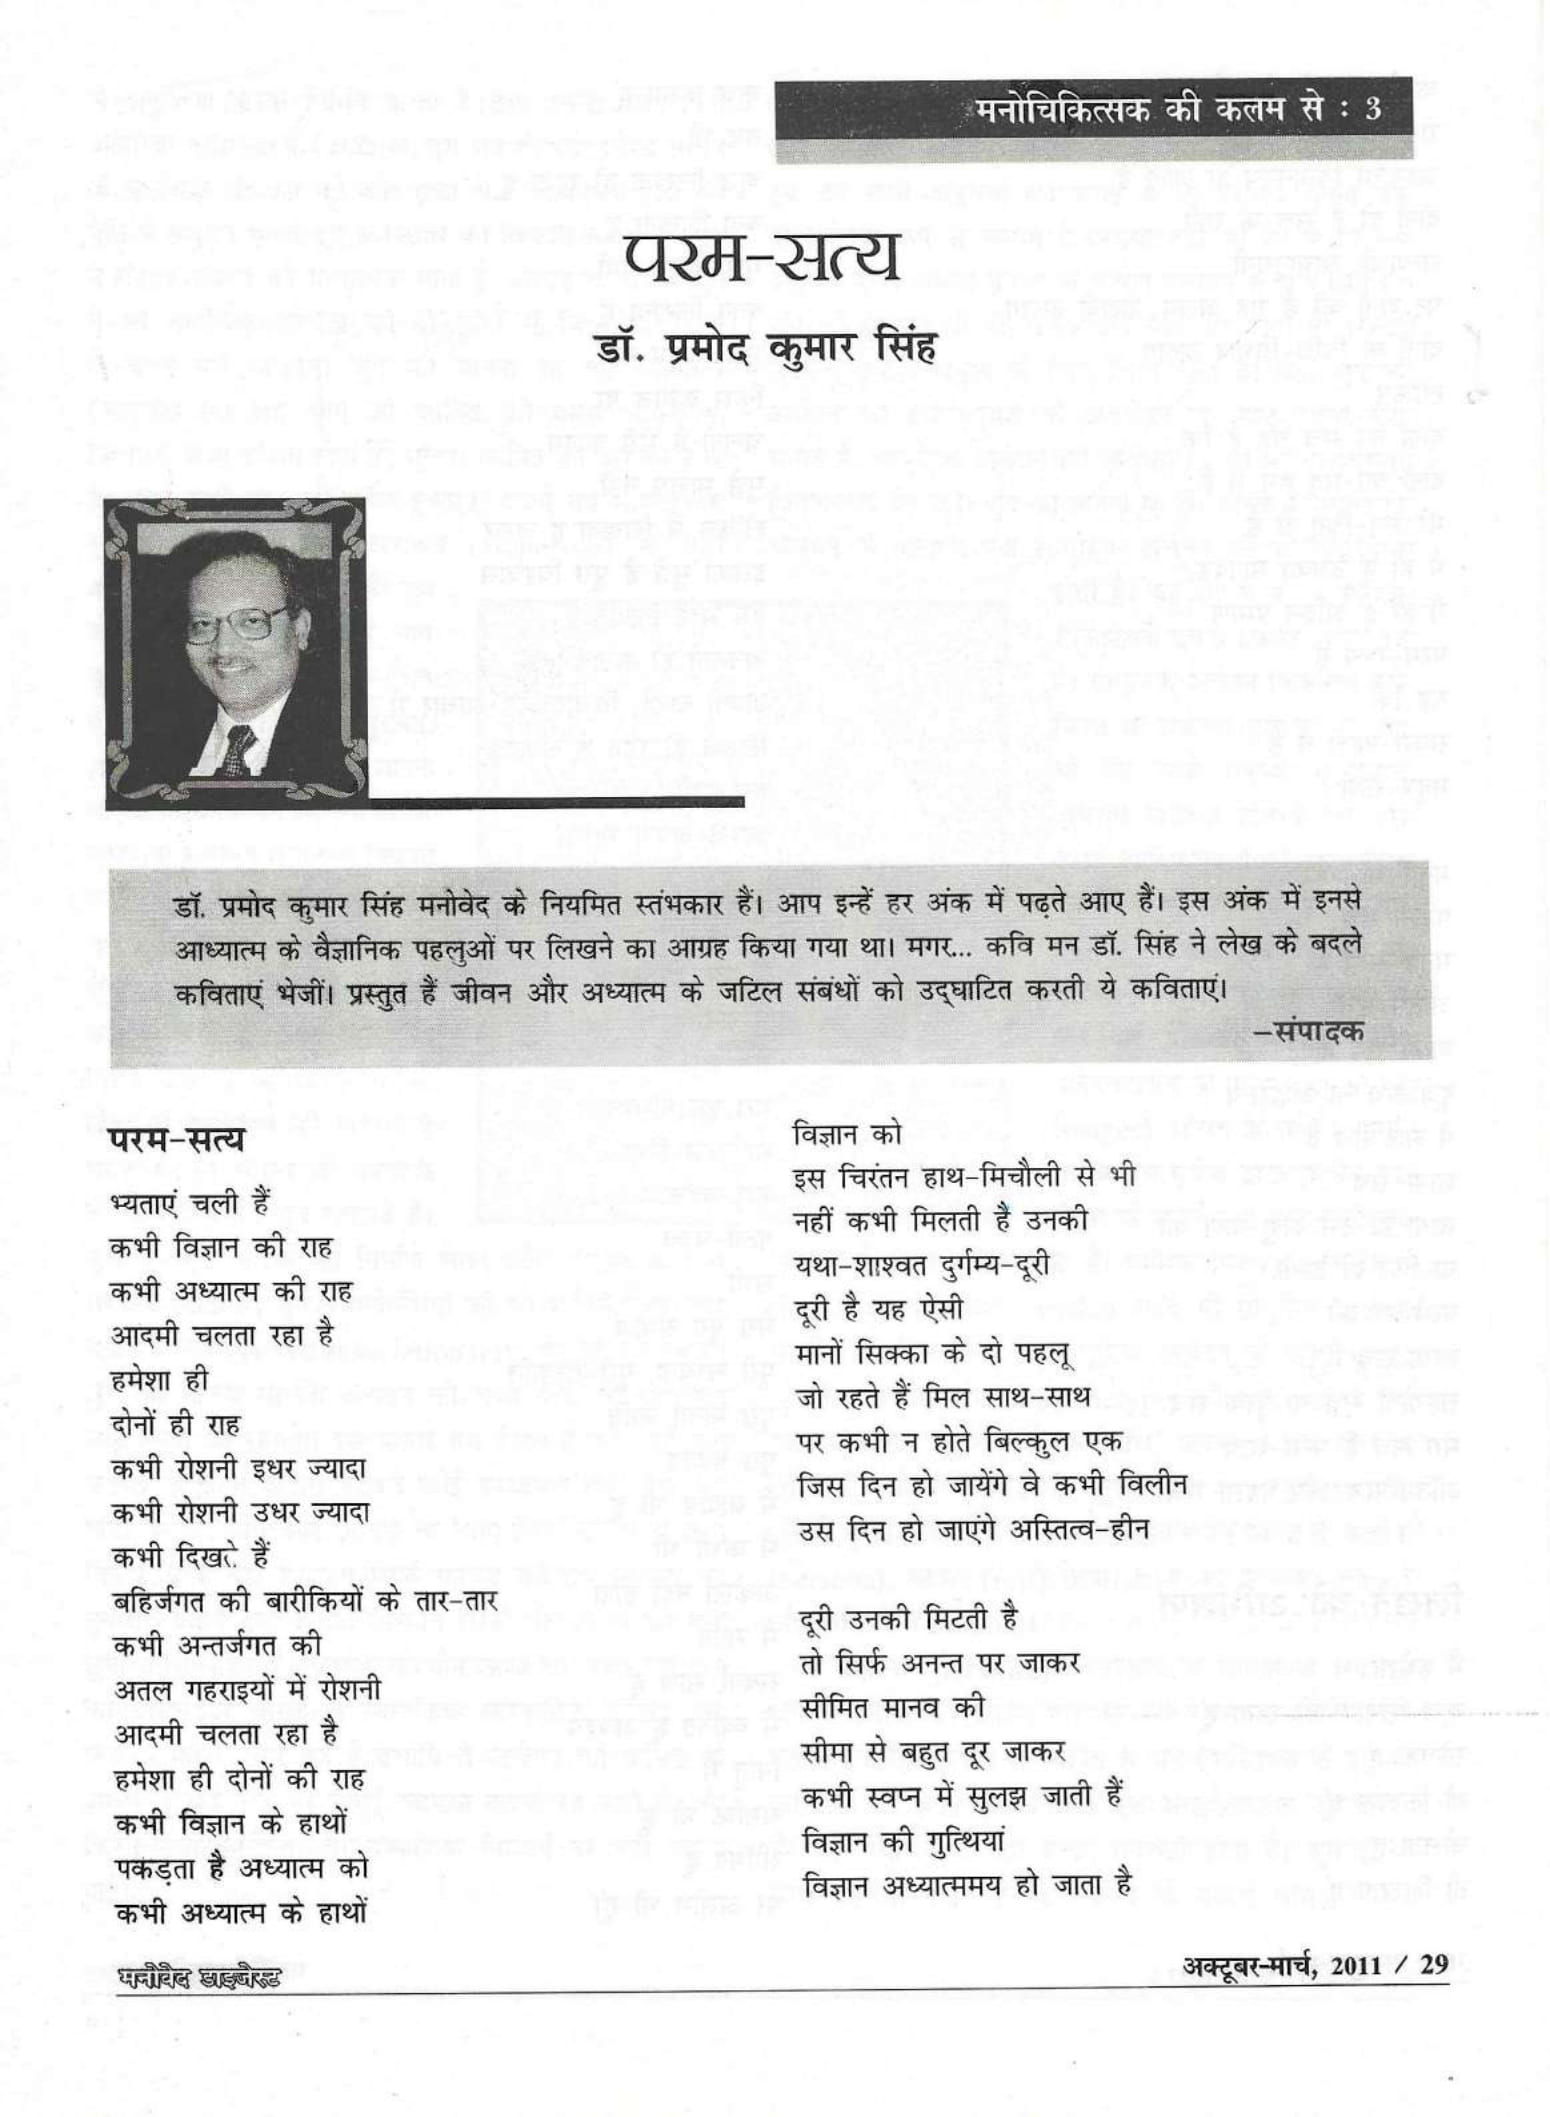 मनोचिकित्सक की कलम से : 3
परम-सत्य
डॉ. प्रमोद कुमार सिंह
डॉ. प्रमोद कुमार सिंह मनोवेद के नियमित स्तंभकार हैं। आप इन्हें हर अंक में पढ़ते आए हैं। इस अंक में इनसे
आध्यात्म के वैज्ञानिक पहलुओं पर लिखने का आग्रह किया गया था। मगर... कवि मन डॉ. सिंह ने लेख के बदले
कविताएं भेजीं। प्रस्तुत हैं जीवन और अध्यात्म के जटिल संबंधों को उद्घाटित करती ये कविताएं।
–संपादक
परम-सत्य
भ्यताएं चली हैं
कभी विज्ञान की राह
कभी अध्यात्म की राह
आदमी चलता रहा है
हमेशा ही
दोनों ही राह
कभी रोशनी इधर ज्यादा
कभी रोशनी उधर ज्यादा
कभी दिखते हैं
बहिर्जगत की बारीकियों के तार-तार
कभी अन्तर्जगत की
अतल गहराइयों में रोशनी
आदमी चलता रहा है
हमेशा ही दोनों की राह
कभी विज्ञान के हाथों
पकड़ता है अध्यात्म को
कभी अध्यात्म के हाथों
विज्ञान को
इस चिरंतन हाथ-मिचौली से भी
नहीं कभी मिलती हैं उनकी
यथा-शाश्वत दुर्गम्य-दूरी
दूरी है यह ऐसी
मानों सिक्का के दो पहलू
जो रहते हैं मिल साथ-साथ
पर कभी न होते बिल्कुल एक
जिस दिन हो जायेंगे वे कभी विलीन
उस दिन हो जाएंगे अस्तित्व-हीन
दूरी उनकी मिटती है
तो सिर्फ अनन्त पर जाकर
सीमित मानव की
सीमा से बहुत दूर जाकर
कभी स्वप्न में सुलझ जाती हैं
विज्ञान की गुत्थियां
विज्ञान अध्यात्ममय हो जाता है
मनोवेद डाइजेस्ट
अक्टूबर-मार्च, 2011 / 29